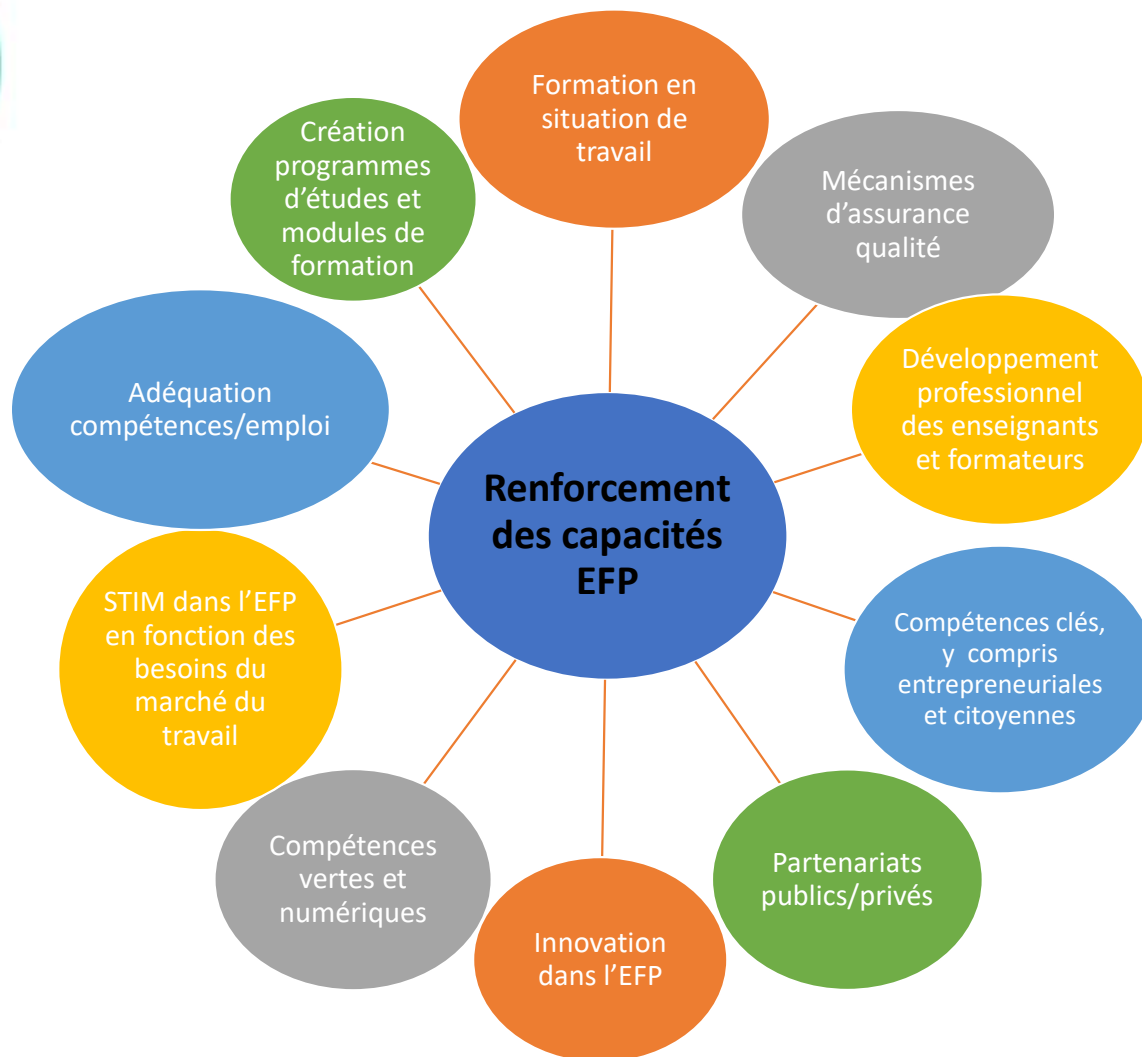 Formation en
situation de
travail
Mécanismes
d'assurance
qualité
Développement
professionnel
des enseignants
et formateurs
Compétences clés,
y compris
entrepreneuriales
et citoyennes
Partenariats
publics/privés
Innovation
dans l'EFP
Compétences
vertes et
numériques
STIM dans l'EFP
en fonction des
besoins du
marché du
travail
Adéquation
compétences/emploi
Création
programmes
d'études et
modules de
formation
Renforcement
des capacités
EFP